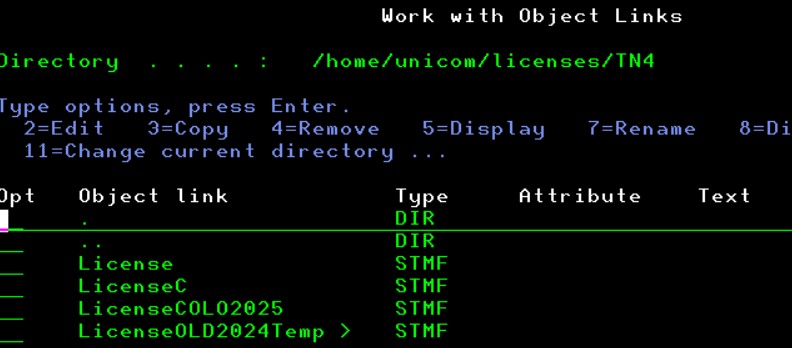 Work with Object Links
Directory . . . . : /home/unicom/licenses/TN4
Type options, press Enter.
2=Edit 3=Copy 4=Remove 5=Display 7=Rename 8=Di
11=Change current directory ...
Opt Object link Type Attribute Text
. DIR
.. DIR
License STMF
LicenseC STMF
LicenseCOLO2025 STMF
LicenseOLD2024Temp > STMF